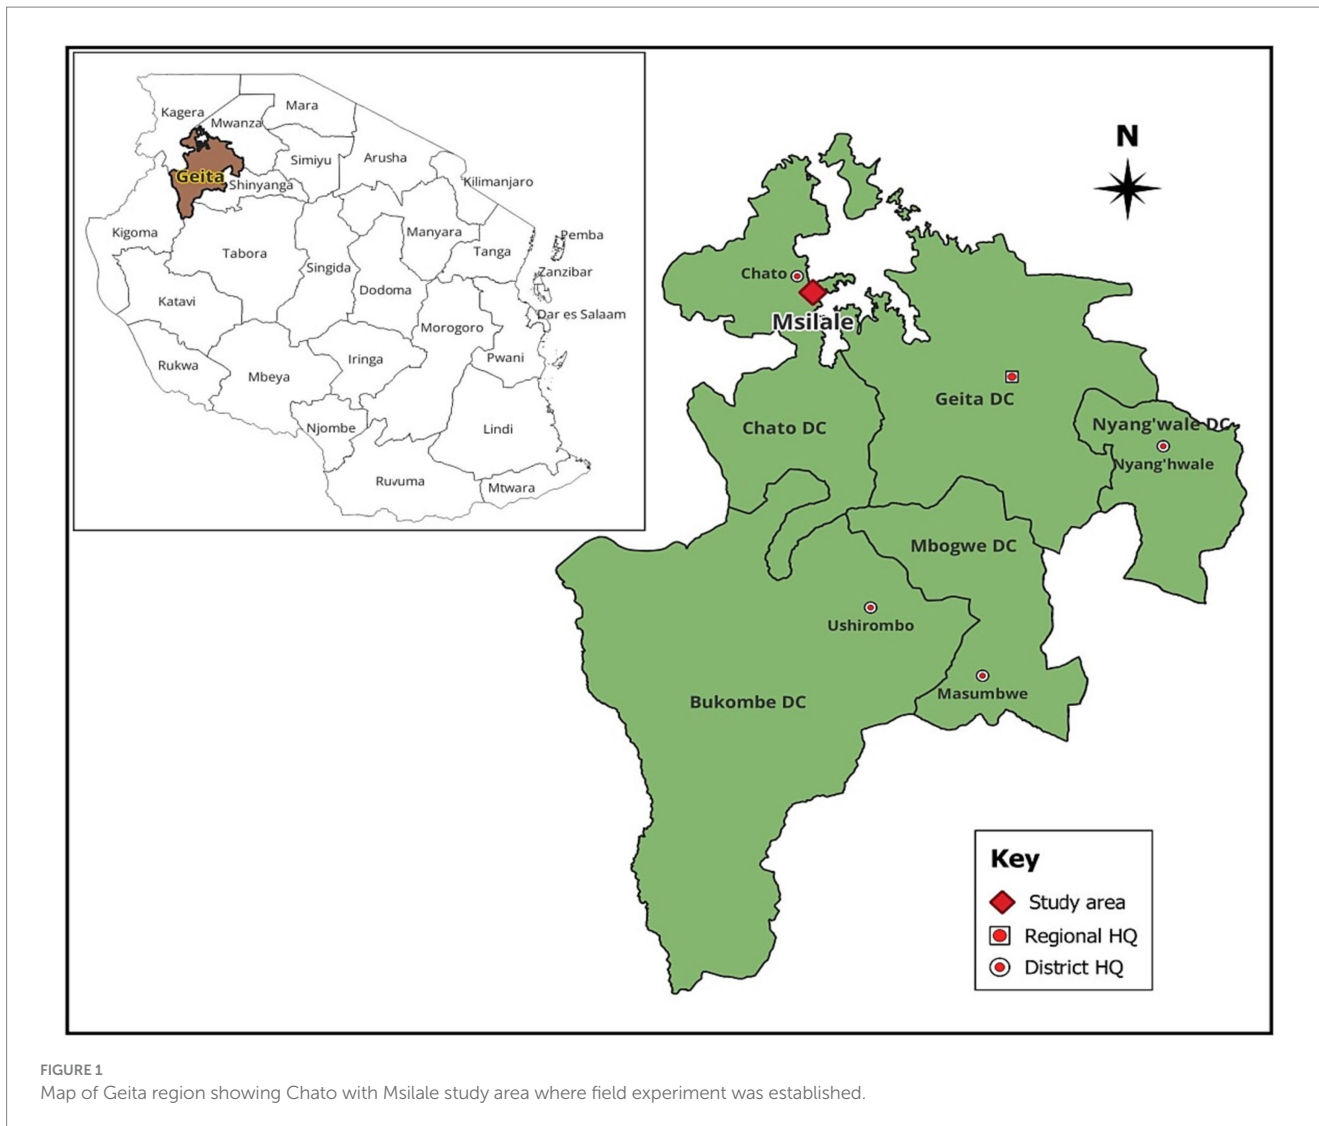 Kagera
Mara
Mwanza
Simiyu
Arusha
Geita
Shinyanga
Kilimanjaro
Kigoma
Tabora
Singida
Manyara
Tanga
Pemba
Zanzibar
Dodoma
Katavi
Dar es Salaam
Morogoro
Rukwa
Mbeya
Iringa
Pwani
Njombe
Lindi
Ruvuma
Mtwara
N
Chato
Msilale
Geita DC
Chato DC
Nyang'wale DC
Nyang'hwale
Mbogwe DC
Ushirombo
Masumbwe
Bukombe DC
Key
Study area
Regional HQ
District HQ
FIGURE 1
Map of Geita region showing Chato with Msilale study area where field experiment was established.